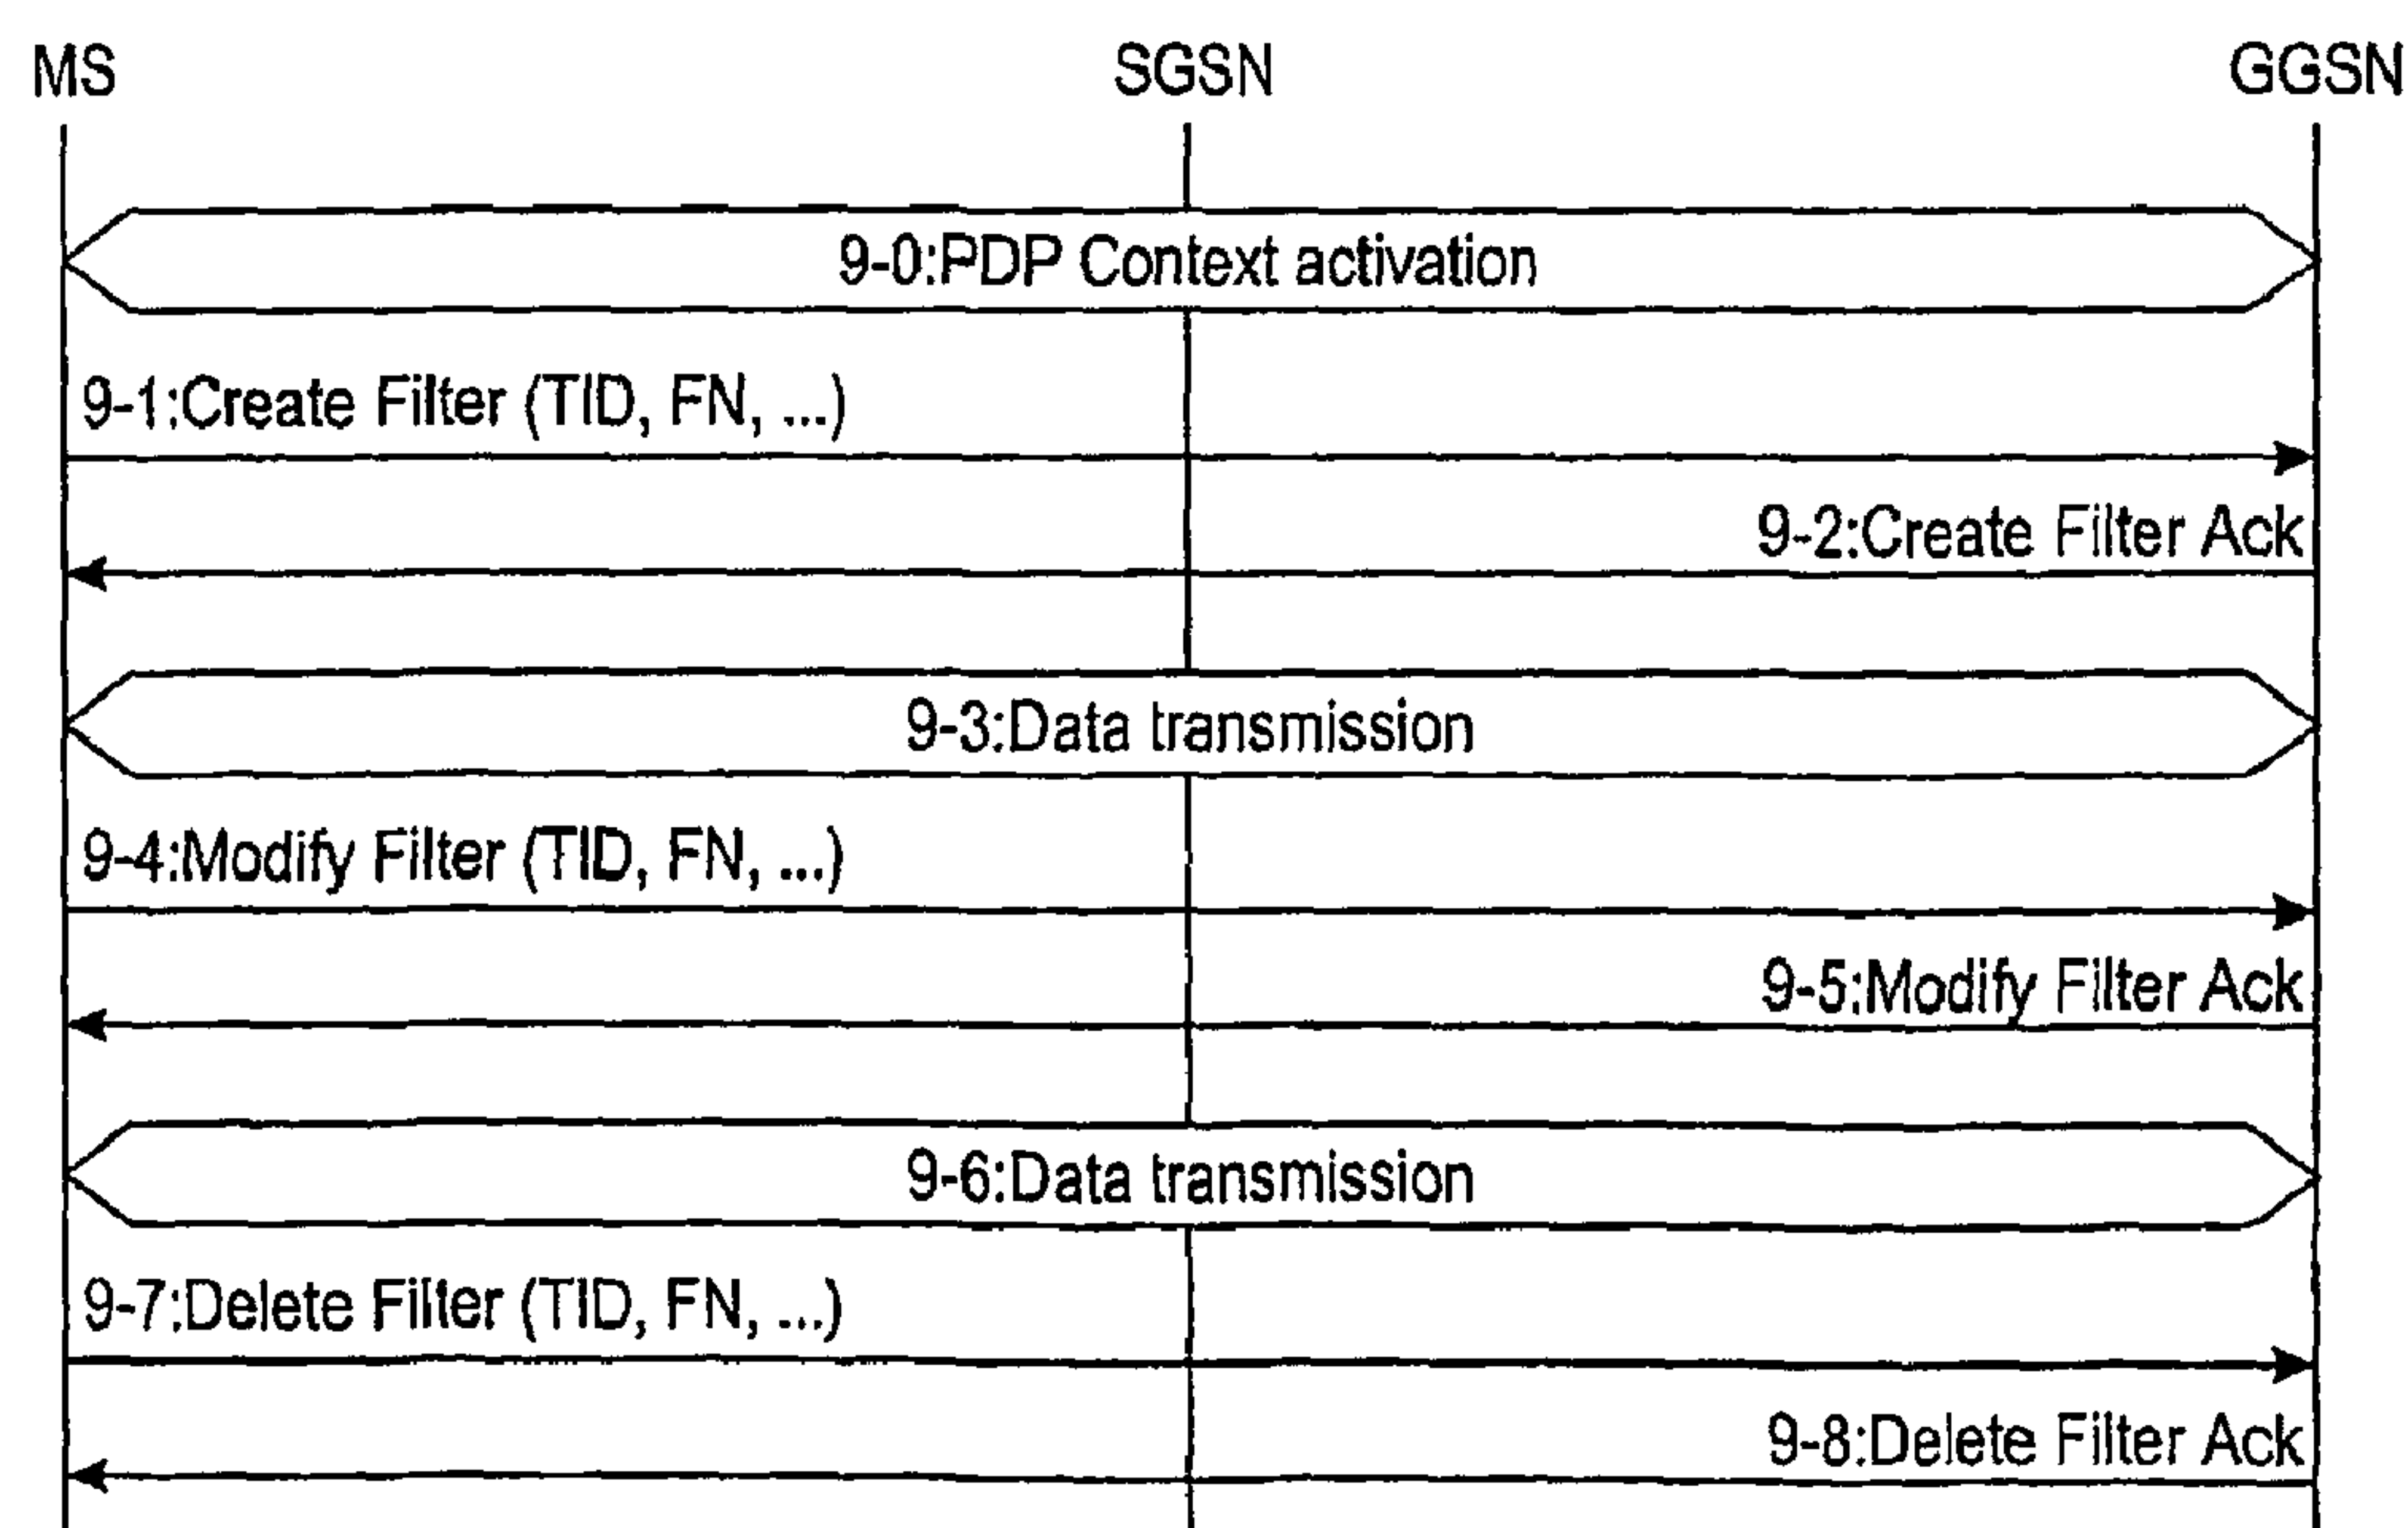 MS SGSN GGSN
9-0:PDP Context activation
9-1:Create Filter (TID, FN, ...)
9-2:Create Filter Ack
9-3:Data transmission
9-4:Modify Filter (TID, FN, ...)
9-5:Modify Filter Ack
9-6:Data transmission
9-7:Delete Filter (TID, FN, ...)
9-8:Delete Filter Ack